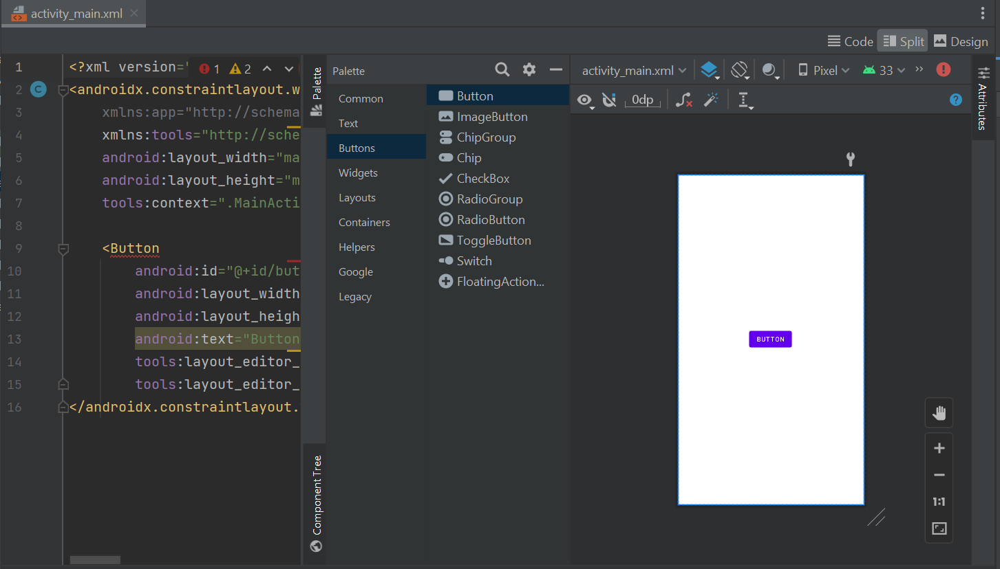 activity_main.xml
Code
Split
Design
1 <?xml version="
1 2
2 <androidx.constraintlayout.w
3 xmlns:app="http://schema
4 xmlns:tools="http://sche
5 android:layout_width="ma
6 android:layout_height="m
7 tools:context=".MainActi
8
9 <Button
10 android:id="@+id/but
11 android:layout_width
12 android:layout_heigh
13 android:text="Button
14 tools:layout_editor_
15 tools:layout_editor_
16 </androidx.constraintlayout.
Palette
Component Tree
Palette
Common
Text
Buttons
Widgets
Layouts
Containers
Helpers
Google
Legacy
Button
ImageButton
ChipGroup
Chip
CheckBox
RadioGroup
RadioButton
ToggleButton
Switch
FloatingAction...
activity_main.xml
Pixel
33
0dp
BUTTON
1:1
Attributes